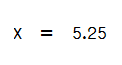 x = 5.25